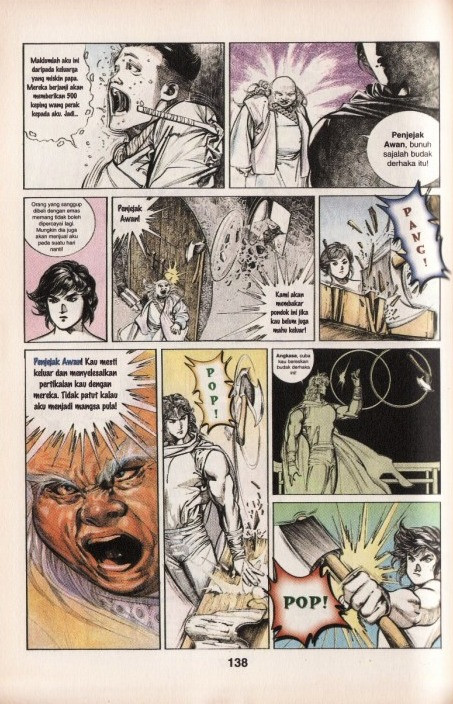 Maklumlah aku ini
daripada keluarga
yang miskin papa.
Mereka berjanji akan
memberikan 500
keping wang perak
kepada aku. Jadi...
Penjejak
Awan, bunuh
sajalah budak
derhaka itu!
Orang yang sanggup
dibeli dengan emas
memang tidak boleh
dipercayai lagi.
Mungkin dia juga
akan menjual aku
pada suatu hari
nanti!
Penjejak
Awan!
Kami akan
membakar
pondok ini jika
kau belum juga
mahu keluar!
PANG!
Penjejak Awan! Kau mesti
keluar dan menyelesaikan
pertikaian kau dengan
mereka. Tidak patut kalau
aku menjadi mangsa pula!
POP!
Angkasa, cuba
kau bereskan
budak derhaka
ini!
POP!
138